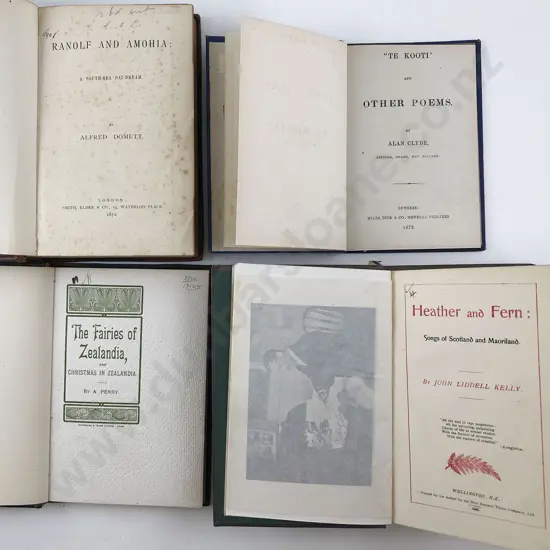 RANOLF AND AMOHIA:
A SOUTH-SEA DAY-DREAM.
BY
ALFRED DOMETT.
LONDON:
SMITH, ELDER & CO., 15, WATERLOO PLACE.
1872.
"TE KOOTI"
AND
OTHER POEMS.
BY
ALAN CLYDE,
DUNEDIN:
MILLS, DICK & CO., GENERAL PRINTERS
1872
The Fairies of
Zealandia,
AND
CHRISTMAS IN ZEALANDIA.
By A. PERRY.
Heather and Fern:
Songs of Scotland and Maoriland.
By JOHN LIDDELL KELLY.
WELLINGTON, N.Z.